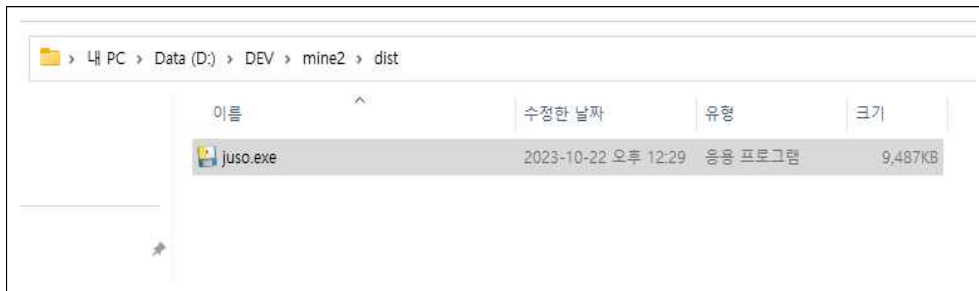 내 PC > Data (D:) > DEV > mine2 > dist
이름 수정한 날짜 유형 크기
juso.exe 2023-10-22 오후 12:29 응용 프로그램 9,487KB